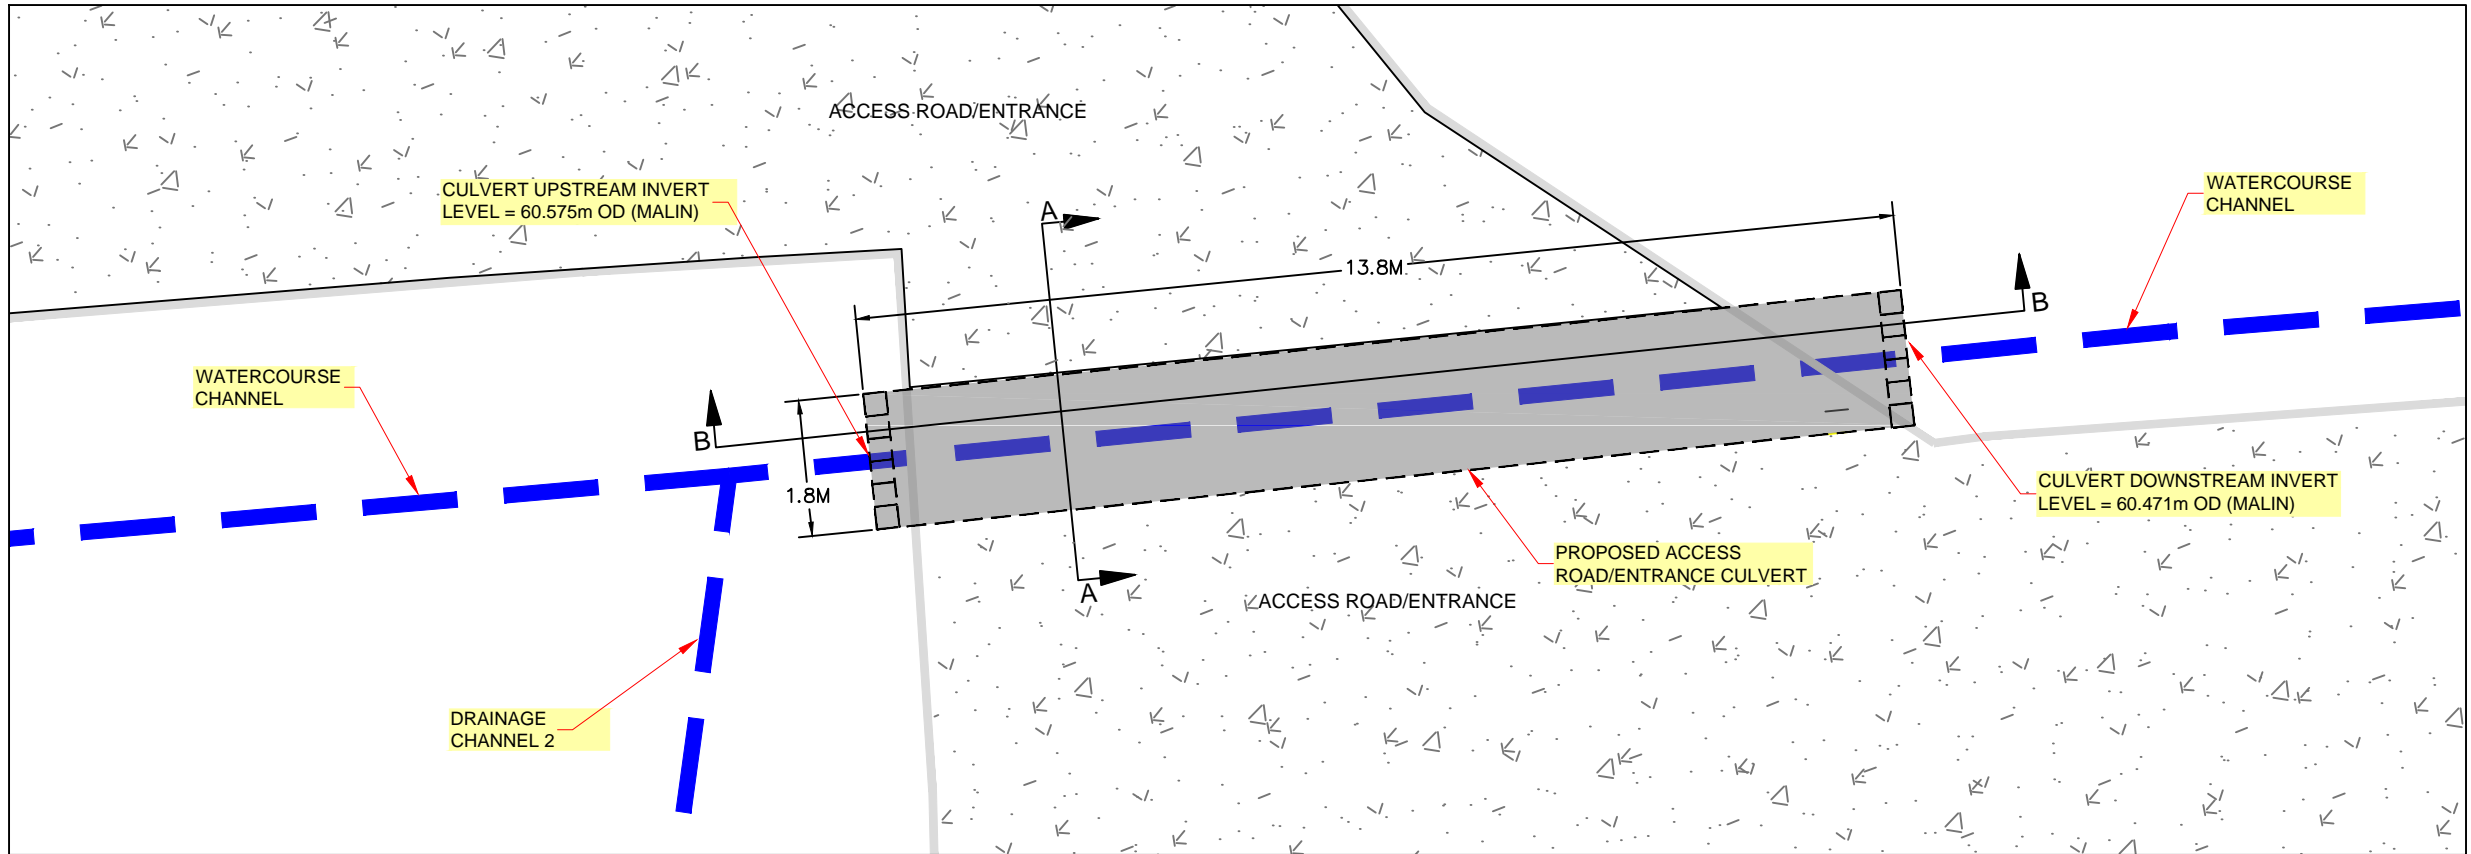 ACCESS ROAD/ENTRANCE
CULVERT UPSTREAM INVERT
LEVEL = 60.575m OD (MALIN)
WATERCOURSE
CHANNEL
A
13.8M
B
WATERCOURSE
CHANNEL
B
1.8M
CULVERT DOWNSTREAM INVERT
LEVEL = 60.471m OD (MALIN)
PROPOSED ACCESS
ROAD/ENTRANCE CULVERT
A
ACCESS ROAD/ENTRANCE
DRAINAGE
CHANNEL 2